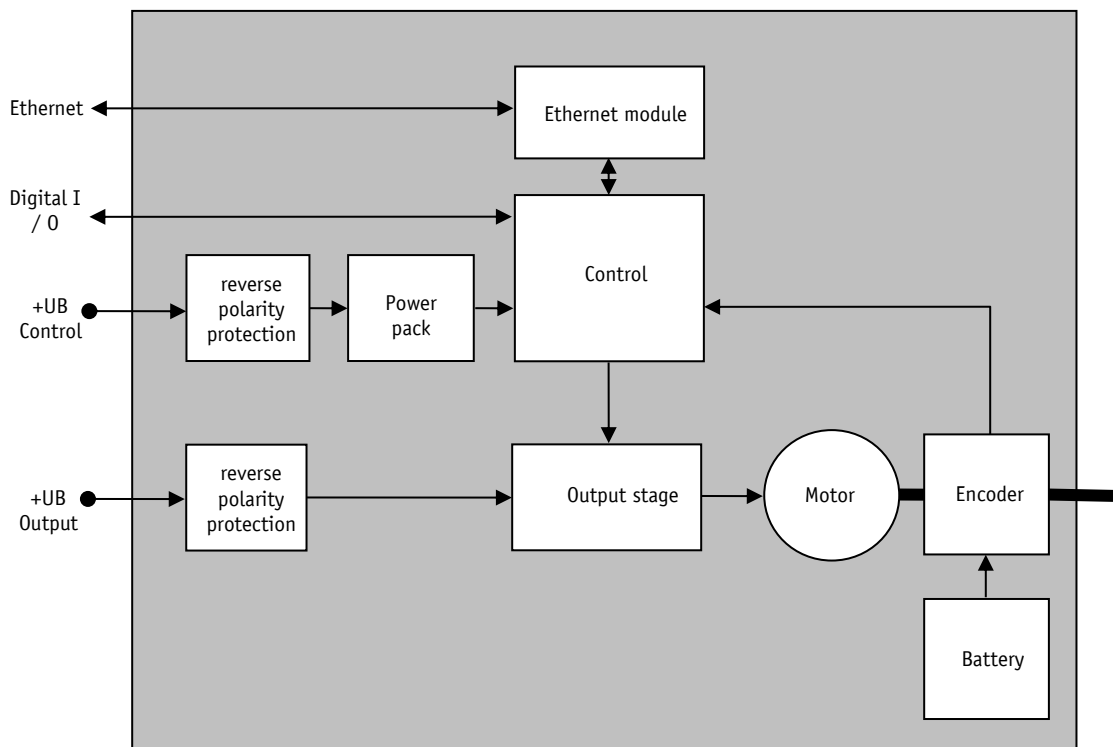 Ethernet
Ethernet module
Digital I
/ O
Control
+UB
Control
reverse
polarity
protection
Power
pack
+UB
Output
reverse
polarity
protection
Output stage
Motor
Encoder
Battery